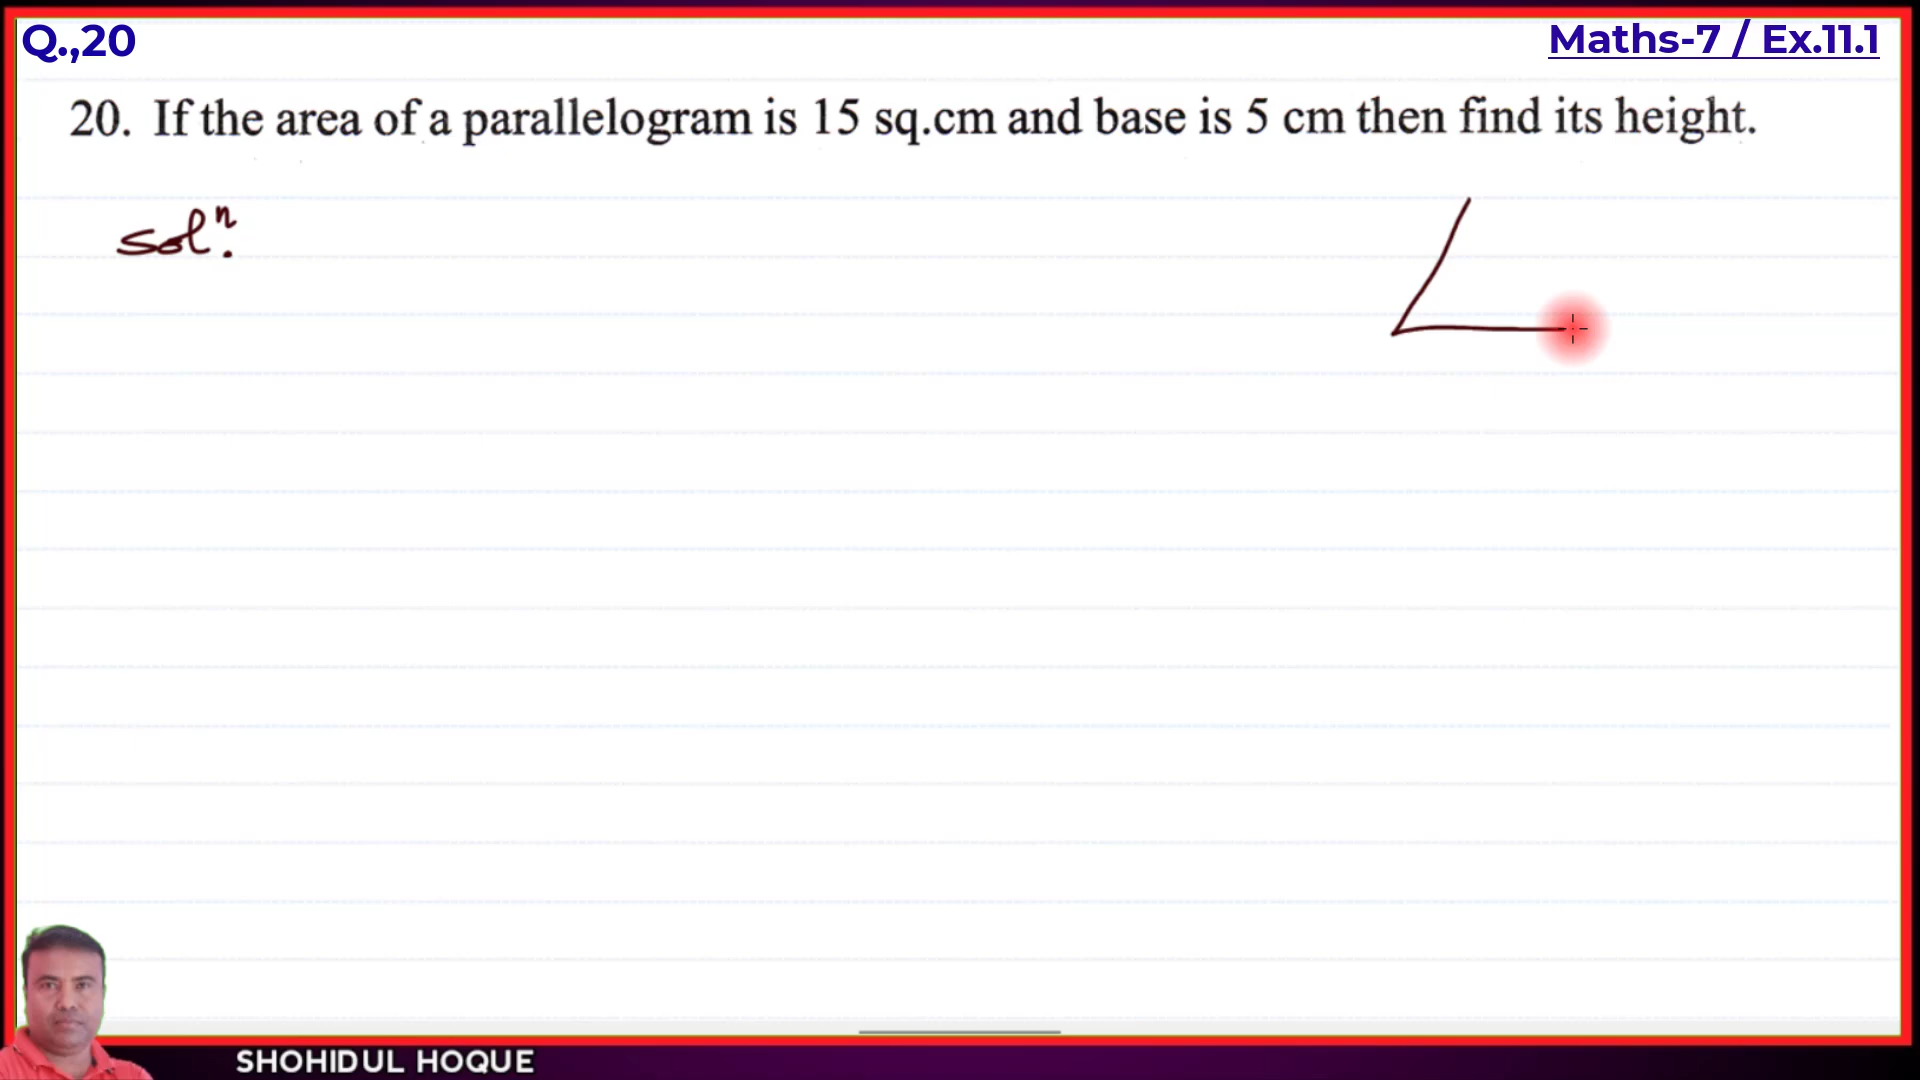 Q.,20
Maths-7 / Ex.11.1
20. If the area of a parallelogram is 15 sq.cm and base is 5 cm then find its height.
Solⁿ.
SHOHIDUL HOQUE